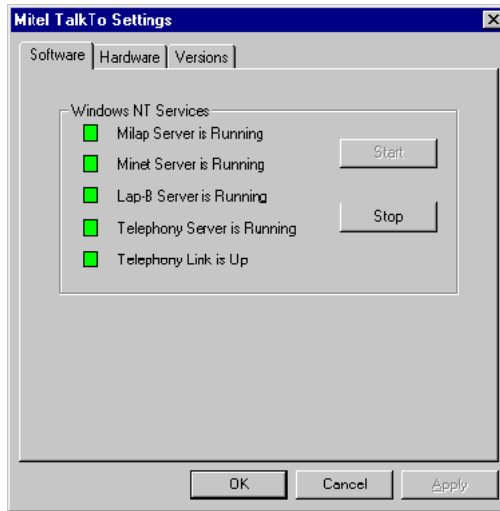 Mitel TalkTo Settings
Software Hardware Versions
Windows NT Services
Milap Server is Running
Start
Minet Server is Running
Lap-B Server is Running
Stop
Telephony Server is Running
Telephony Link is Up
OK Cancel Apply